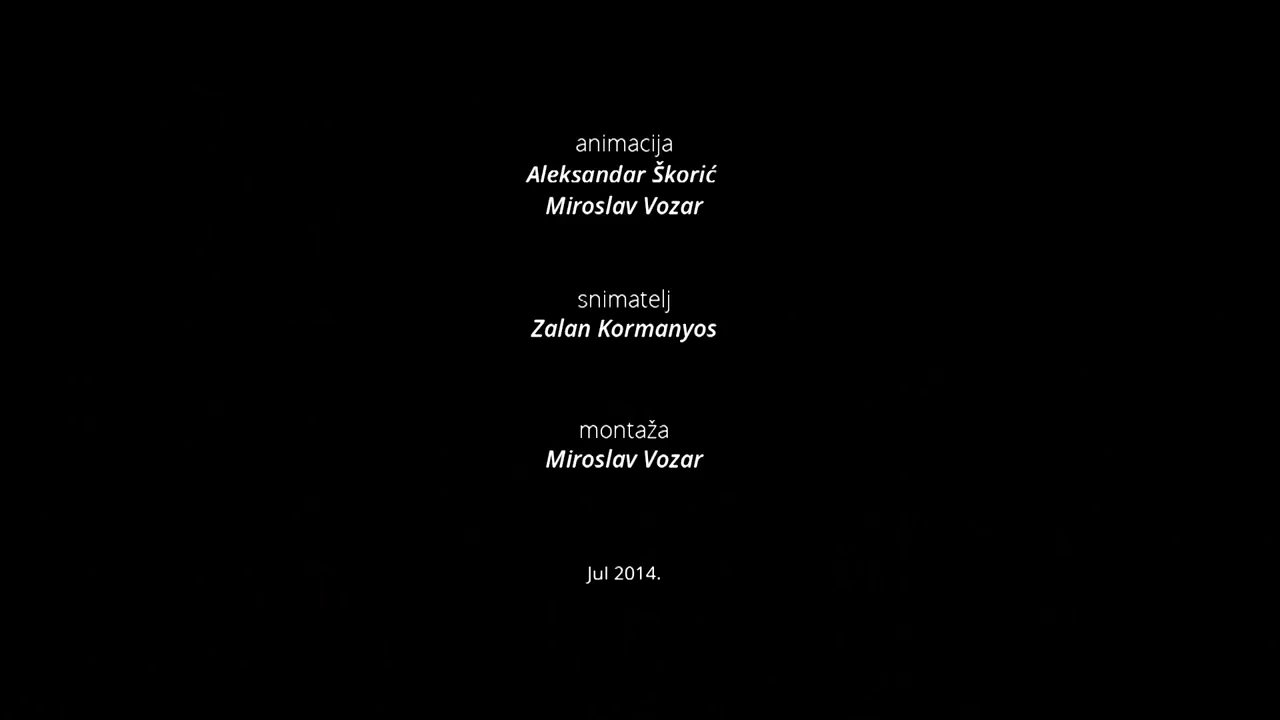 animacija
Aleksandar Škorić
Miroslav Vozar
snimatelj
Zalan Kormanyos
montaža
Miroslav Vozar
Jul 2014.